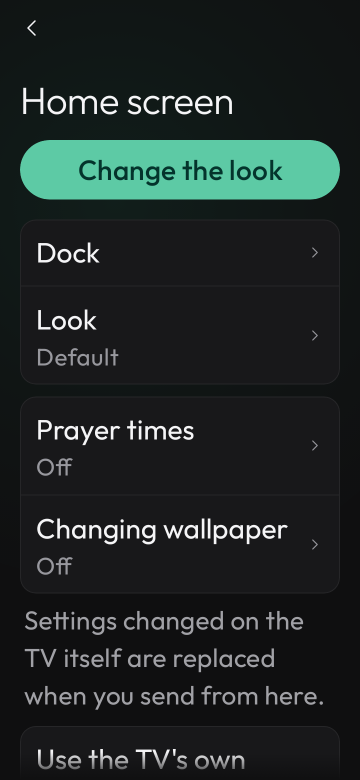 Home screen
Change the look
Dock
Look
Default
Prayer times
Off
Changing wallpaper
Off
Settings changed on the
TV itself are replaced
when you send from here.
Use the TV's own